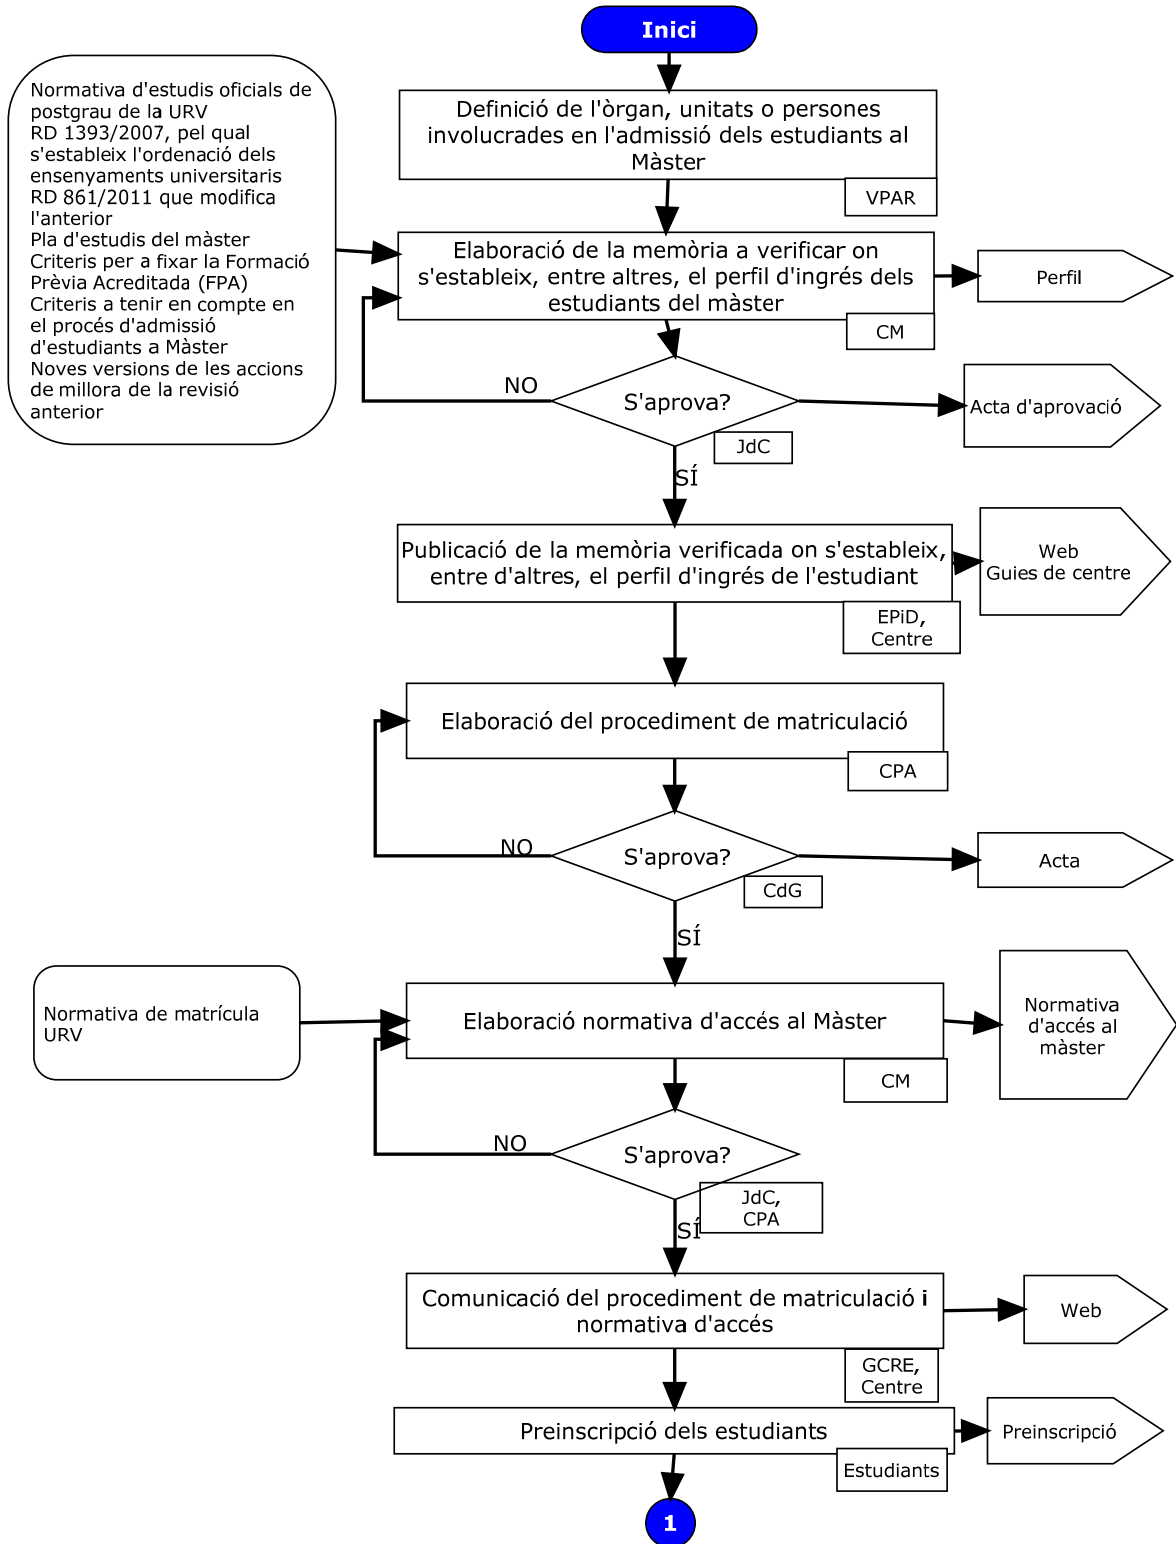 Inici
Normativa d'estudis oficials de
postgrau de la URV
RD 1393/2007, pel qual
s'estableix l'ordenació dels
ensenyaments universitaris
RD 861/2011 que modifica
l'anterior
Pla d'estudis del màster
Criteris per a fixar la Formació
Prèvia Acreditada (FPA)
Criteris a tenir en compte en
el procés d'admissió
d'estudiants a Màster
Noves versions de les accions
de millora de la revisió
anterior
Definició de l'òrgan, unitats o persones
involucrades en l'admissió dels estudiants al
Màster
VPAR
Elaboració de la memòria a verificar on
s'estableix, entre altres, el perfil d'ingrés dels
estudiants del màster
CM
Perfil
NO
S'aprova?
JdC
Acta d'aprovació
SÍ
Publicació de la memòria verificada on s'estableix,
entre d'altres, el perfil d'ingrés de l'estudiant
EPiD,
Centre
Web
Guies de centre
Elaboració del procediment de matriculació
CPA
NO
S'aprova?
CdG
Acta
SÍ
Normativa de matrícula
URV
Elaboració normativa d'accés al Màster
CM
Normativa
d'accés al
màster
NO
S'aprova?
JdC,
CPA
SÍ
Comunicació del procediment de matriculació i
normativa d'accés
GCRE,
Centre
Web
Preinscripció dels estudiants
Estudiants
Preinscripció
1